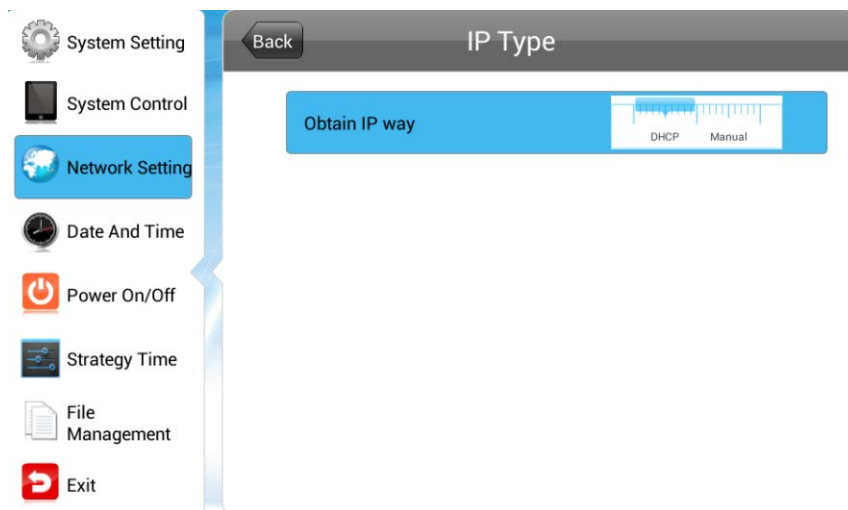 System Setting
System Control
Network Setting
Date And Time
Power On/Off
Strategy Time
File
Management
Exit
Back
IP Type
Obtain IP way
DHCP Manual